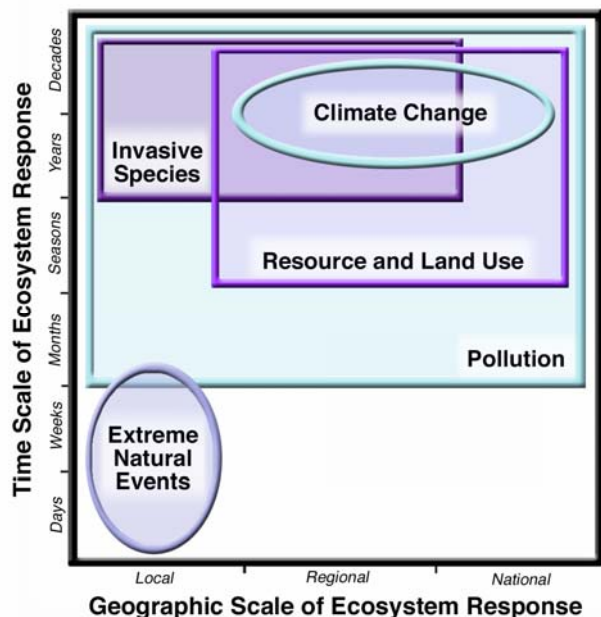 Time Scale of Ecosystem Response
Decades
Years
Seasons
Months
Weeks
Days
Climate Change
Invasive
Species
Resource and Land Use
Pollution
Extreme
Natural
Events
Local
Regional
National
Geographic Scale of Ecosystem Response